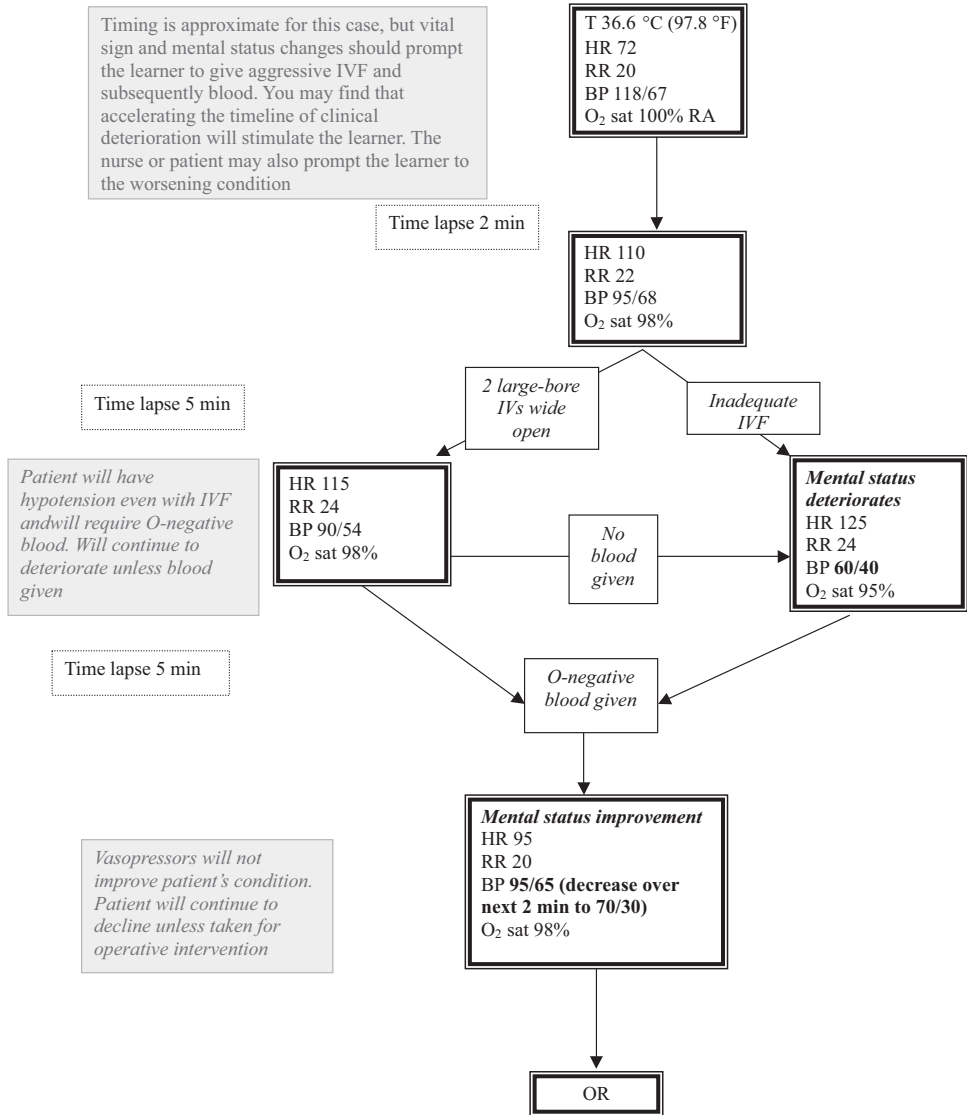 Timing is approximate for this case, but vital
sign and mental status changes should prompt
the learner to give aggressive IVF and
subsequently blood. You may find that
accelerating the timeline of clinical
deterioration will stimulate the learner. The
nurse or patient may also prompt the learner to
the worsening condition
T 36.6 °C (97.8 °F)
HR 72
RR 20
BP 118/67
O₂ sat 100% RA
Time lapse 2 min
HR 110
RR 22
BP 95/68
O₂ sat 98%
Time lapse 5 min
2 large-bore
IVs wide
open
Inadequate
IVF
Patient will have
hypotension even with IVF
andwill require O-negative
blood. Will continue to
deteriorate unless blood
given
HR 115
RR 24
BP 90/54
O₂ sat 98%
No
blood
given
Mental status
deteriorates
HR 125
RR 24
BP 60/40
O₂ sat 95%
Time lapse 5 min
O-negative
blood given
Vasopressors will not
improve patient’s condition.
Patient will continue to
decline unless taken for
operative intervention
Mental status improvement
HR 95
RR 20
BP 95/65 (decrease over
next 2 min to 70/30)
O₂ sat 98%
OR